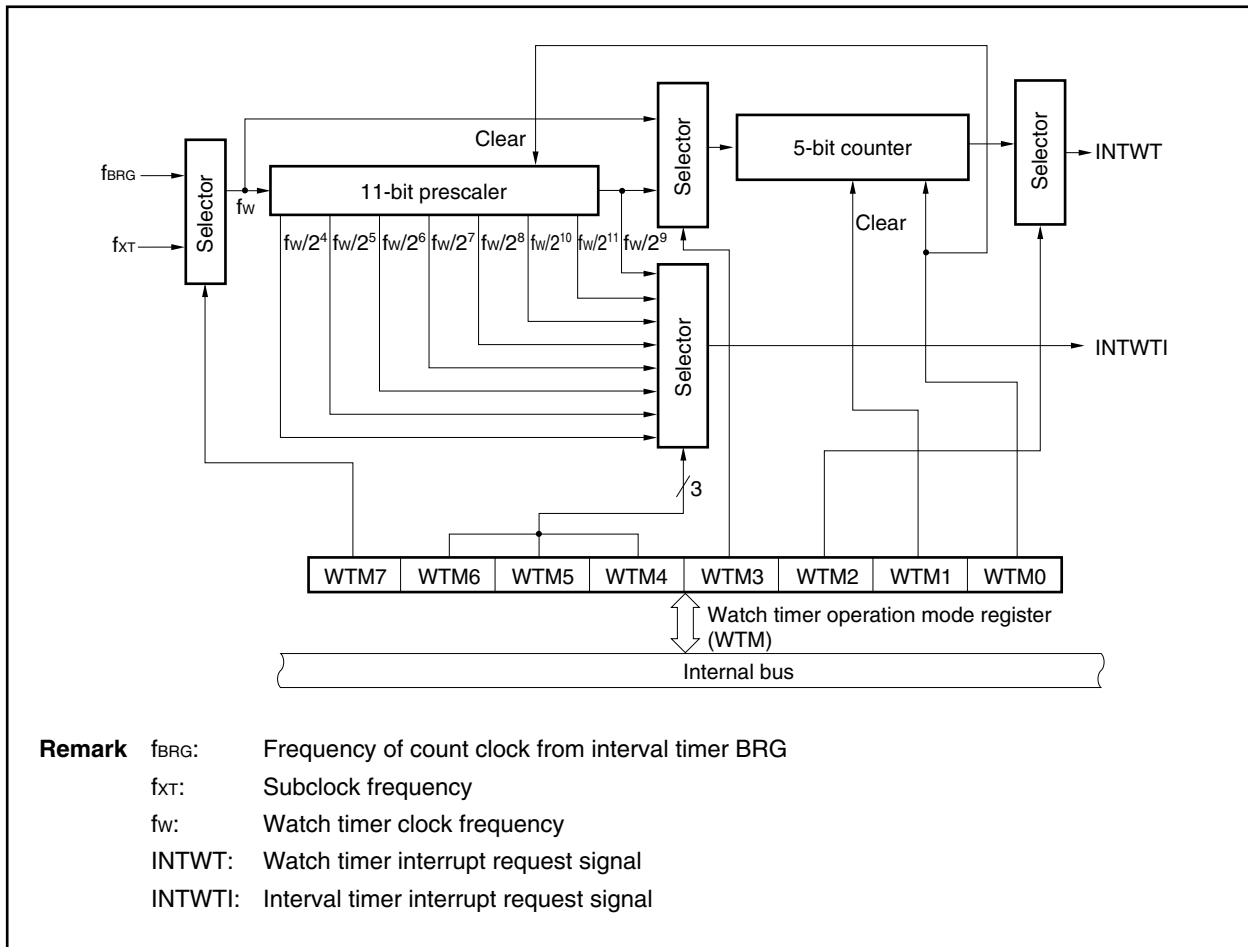 Clear
Selector
Selector
5-bit counter
INTWT
fBRG
Selector
fW
11-bit prescaler
Selector
Clear
fXT
fW/2⁴ fW/2⁵ fW/2⁶ fW/2⁷ fW/2⁸ fW/2¹⁰ fW/2¹¹ fW/2⁹
Selector
INTWTI
3
WTM7 WTM6 WTM5 WTM4 WTM3 WTM2 WTM1 WTM0
Watch timer operation mode register
(WTM)
Internal bus
Remark fBRG: Frequency of count clock from interval timer BRG
fXT: Subclock frequency
fW: Watch timer clock frequency
INTWT: Watch timer interrupt request signal
INTWTI: Interval timer interrupt request signal